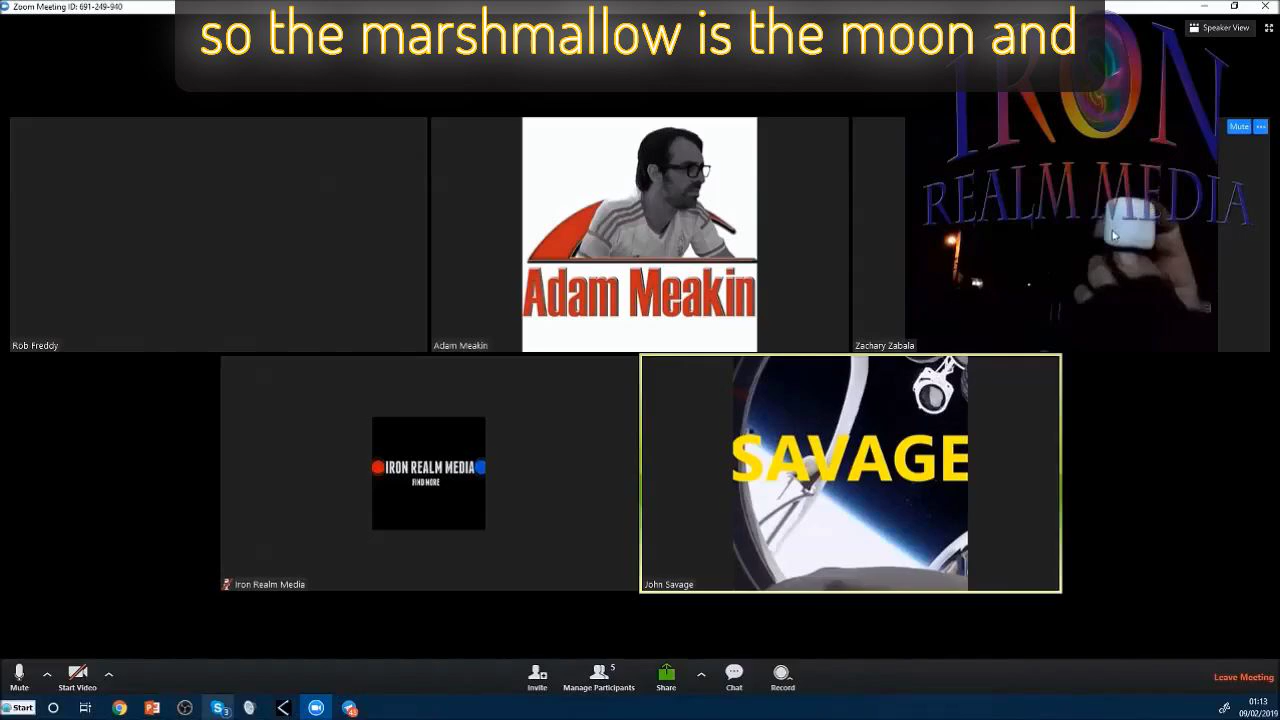 Zoom Meeting ID: 691-249-940
so the marshmallow is the moon and
Speaker View
IRON
REALM MEDIA
Mute
Adam Meakin
Rob Freddy
Adam Meakin
Zachary Zabala
IRON REALM MEDIA
FIND MORE
Iron Realm Media
SAVAGE
John Savage
Mute
Start Video
Invite
5
Manage Participants
Share
Chat
Record
Leave Meeting
Start
3
41
01:13
09/02/2019